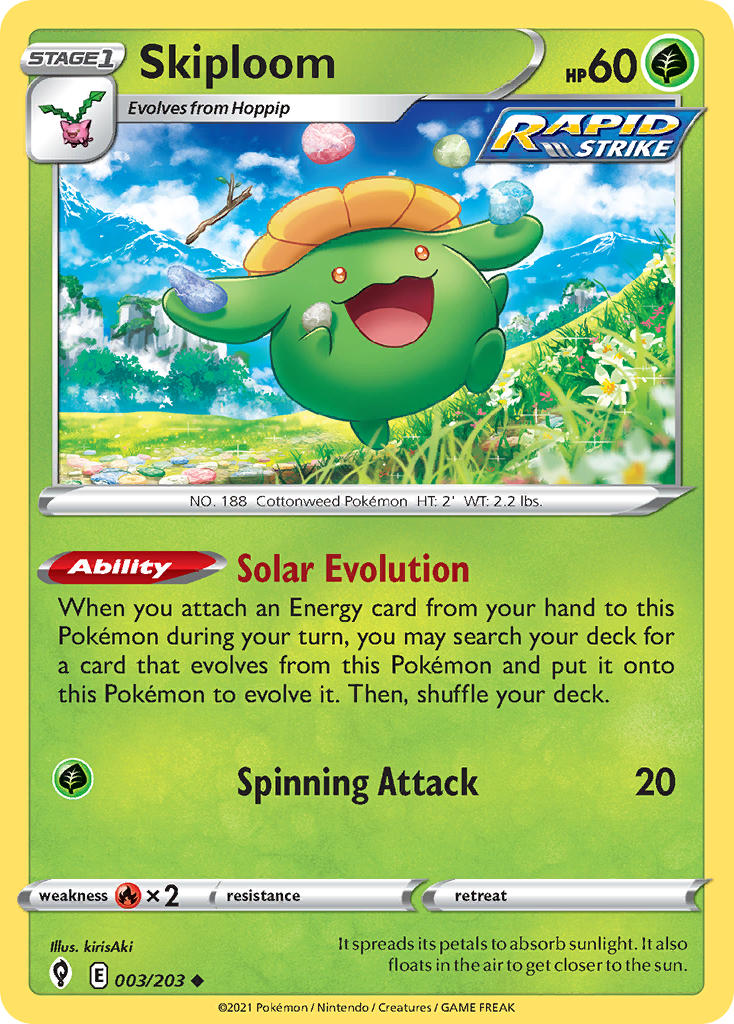 STAGE1
Skiploom
HP60
Evolves from Hoppip
RAPID
STRIKE
NO. 188 Cottonweed Pokémon HT: 2' WT: 2.2 lbs.
Ability Solar Evolution
When you attach an Energy card from your hand to this
Pokémon during your turn, you may search your deck for
a card that evolves from this Pokémon and put it onto
this Pokémon to evolve it. Then, shuffle your deck.
Spinning Attack 20
weakness ×2 resistance retreat
Illus. kirisAki
It spreads its petals to absorb sunlight. It also
floats in the air to get closer to the sun.
E 003/203
©2021 Pokémon / Nintendo / Creatures / GAME FREAK